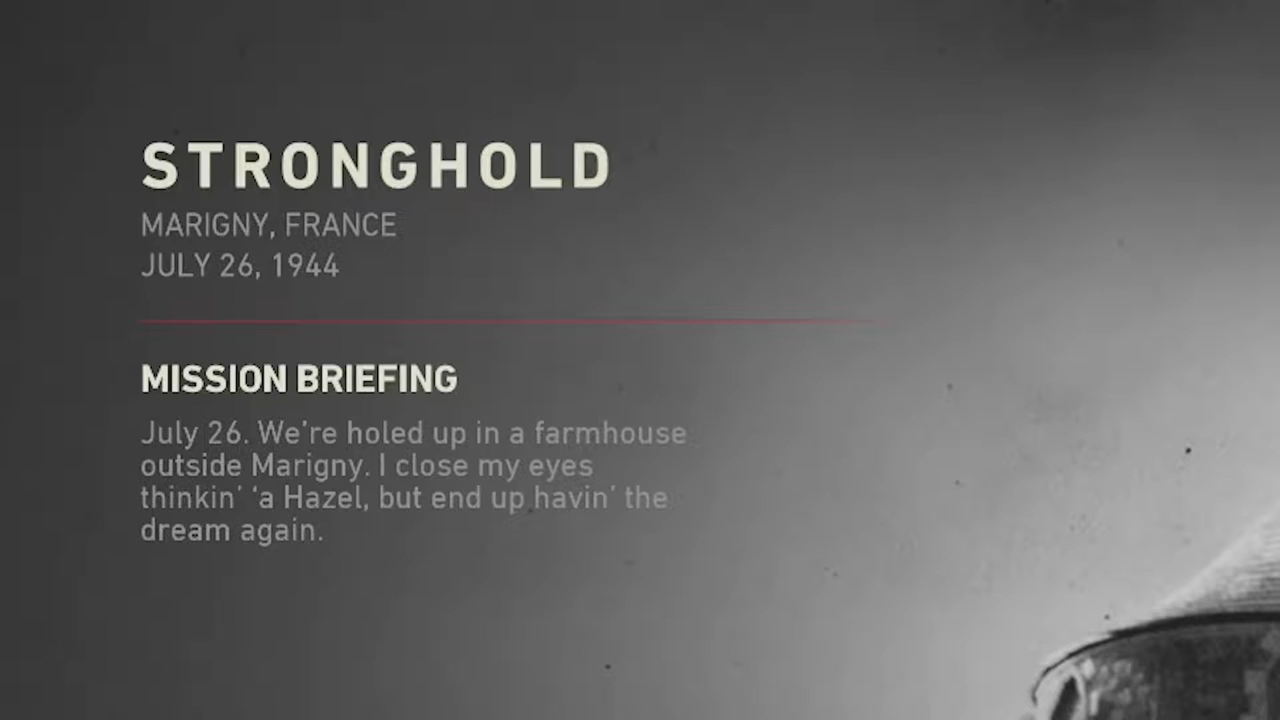 STRONGHOLD
MARIGNY, FRANCE
JULY 26, 1944
MISSION BRIEFING
July 26. We're holed up in a farmhouse
outside Marigny. I close my eyes
thinkin' ‘a Hazel, but end up havin' the
dream again.